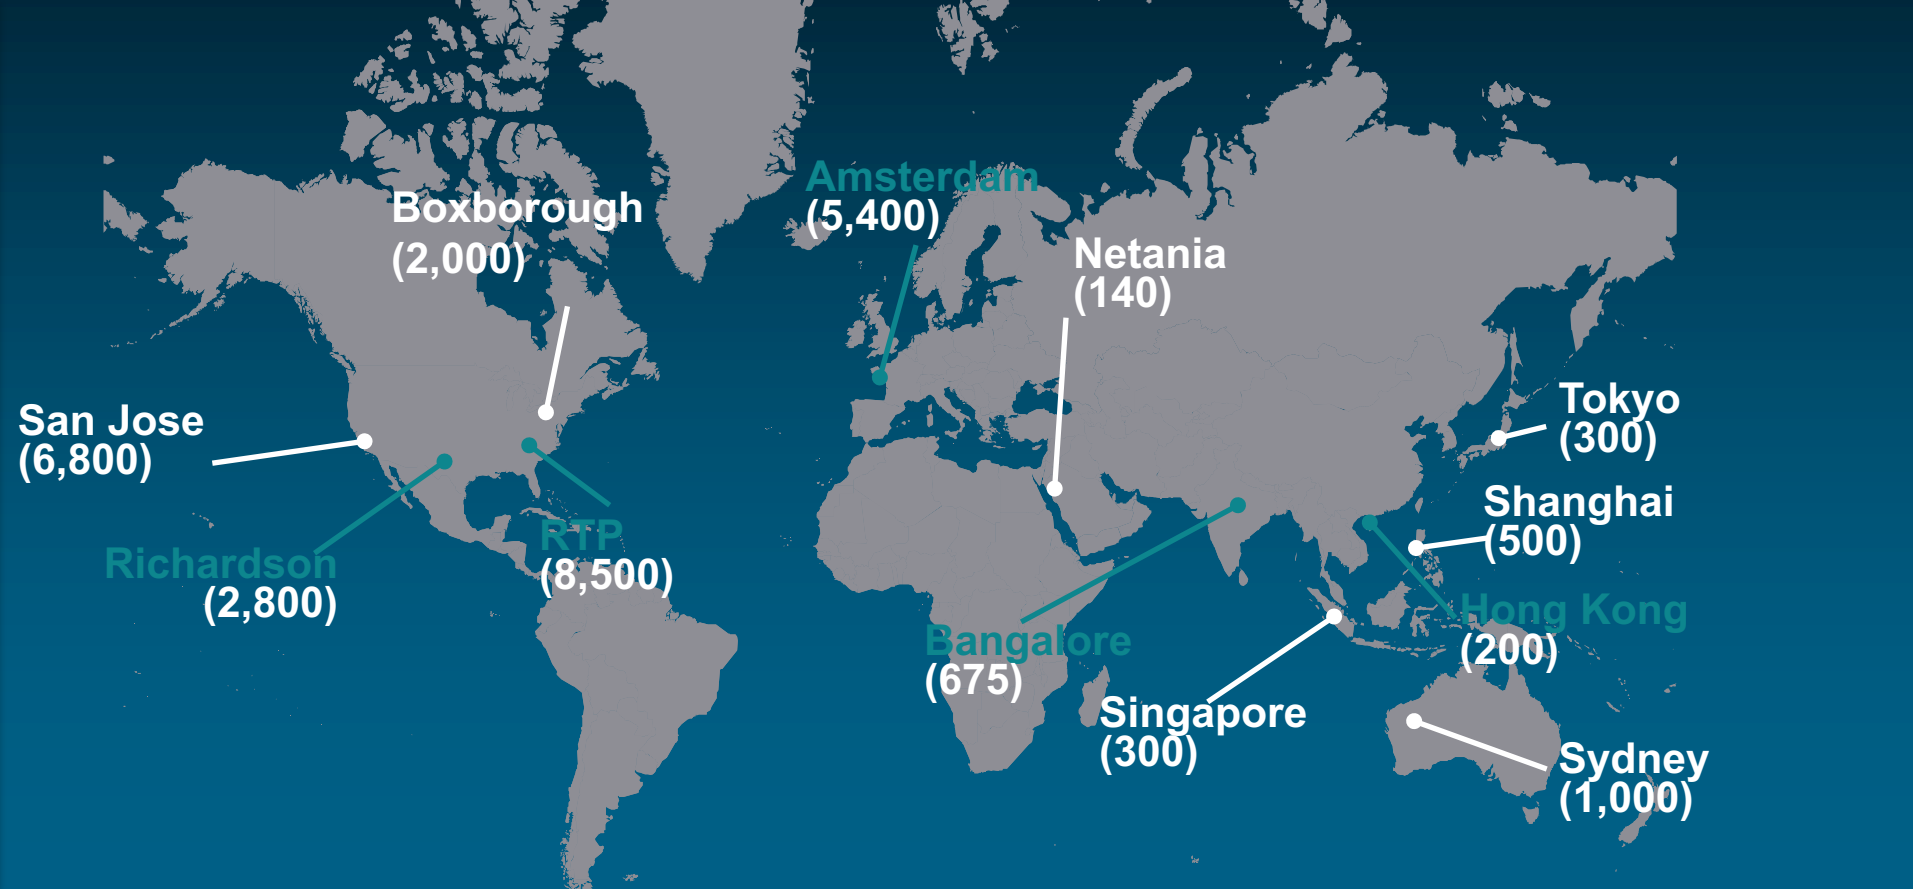 Boxborough
(2,000)
Amsterdam
(5,400)
Netania
(140)
San Jose
(6,800)
Tokyo
(300)
Shanghai
(500)
Richardson
(2,800)
RTP
(8,500)
Bangalore
(675)
Hong Kong
(200)
Singapore
(300)
Sydney
(1,000)